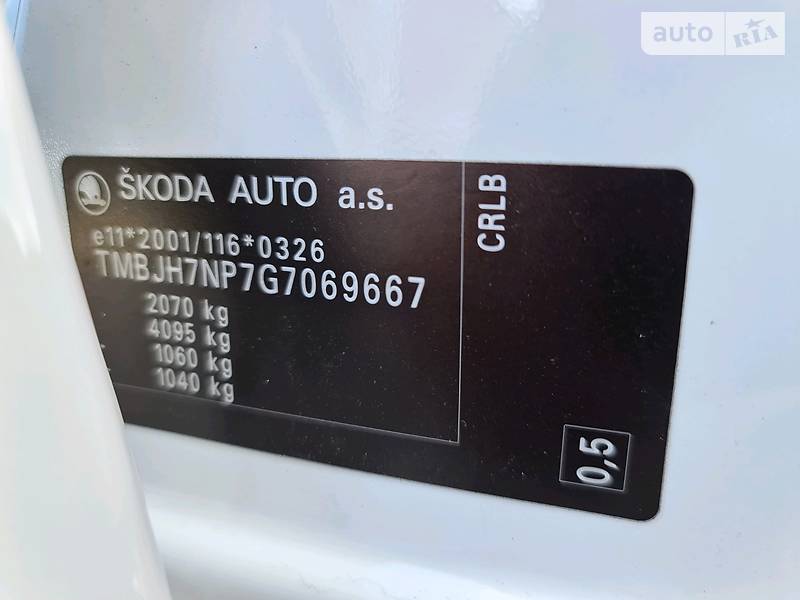 auto RIA
ŠKODA AUTO a.s.
e11*2001/116*0326
TMBJH7NP7G7069667
2070 kg
4095 kg
1060 kg
1040 kg
CRLB
0,5